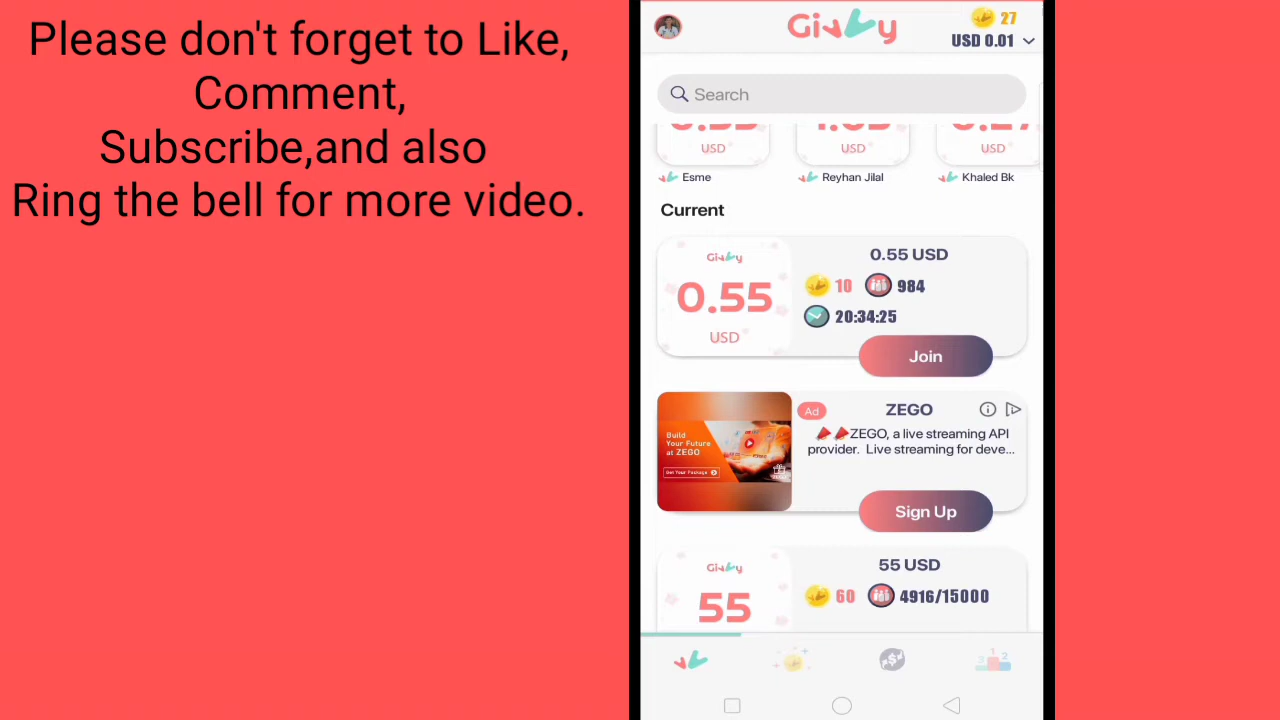 Please don't forget to Like,
Comment,
Subscribe,and also
Ring the bell for more video.
Givvy
27
USD 0.01
Search
USD
USD
USD
Esme
Reyhan Jilal
Khaled Bk
Current
Givvy
0.55
USD
0.55 USD
10
984
20:34:25
Join
Build
Your Future
at ZEGO
Get Your Package
Ad
ZEGO
ZEGO, a live streaming API
provider. Live streaming for deve...
Sign Up
Givvy
55
55 USD
60
4916/15000